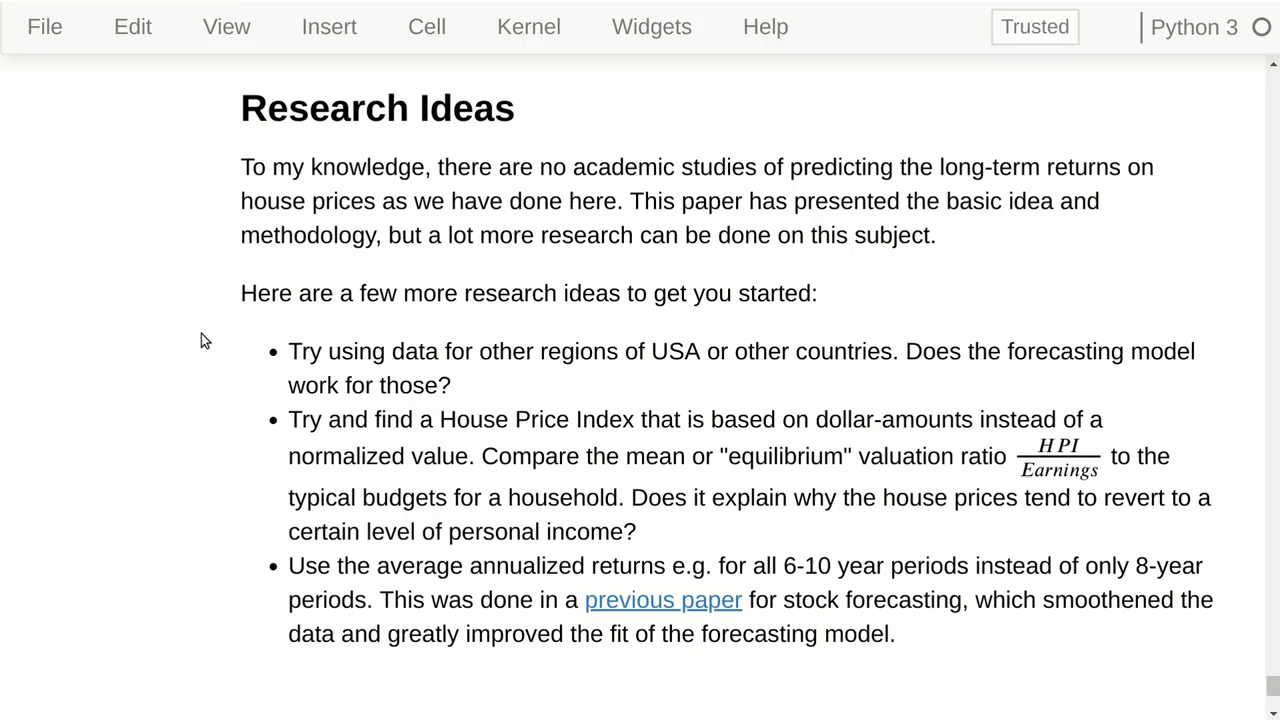 File Edit View Insert Cell Kernel Widgets Help Trusted Python 3
Research Ideas
To my knowledge, there are no academic studies of predicting the long-term returns on
house prices as we have done here. This paper has presented the basic idea and
methodology, but a lot more research can be done on this subject.
Here are a few more research ideas to get you started:
• Try using data for other regions of USA or other countries. Does the forecasting model
work for those?
• Try and find a House Price Index that is based on dollar-amounts instead of a
normalized value. Compare the mean or "equilibrium" valuation ratio HPI/Earnings to the
typical budgets for a household. Does it explain why the house prices tend to revert to a
certain level of personal income?
• Use the average annualized returns e.g. for all 6-10 year periods instead of only 8-year
periods. This was done in a previous paper for stock forecasting, which smoothened the
data and greatly improved the fit of the forecasting model.